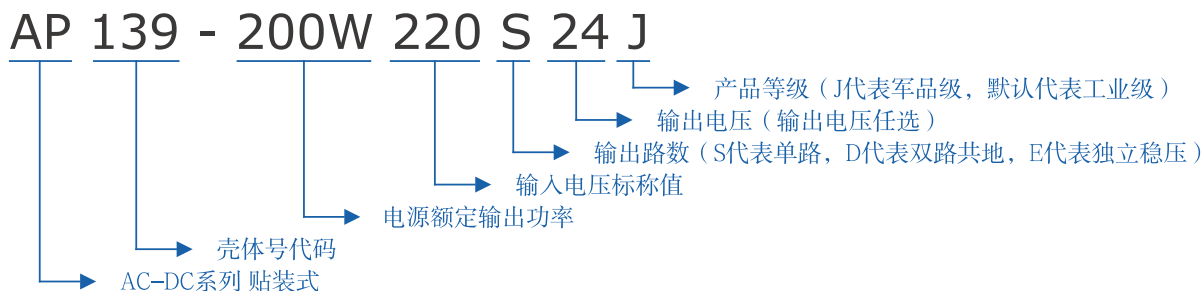 AP 139 - 200W 220 S 24 J
产品等级（J代表军品级，默认代表工业级）
输出电压（输出电压任选）
输出路数（S代表单路，D代表双路共地，E代表独立稳压）
输入电压标称值
电源额定输出功率
壳体号代码
AC-DC系列 贴装式